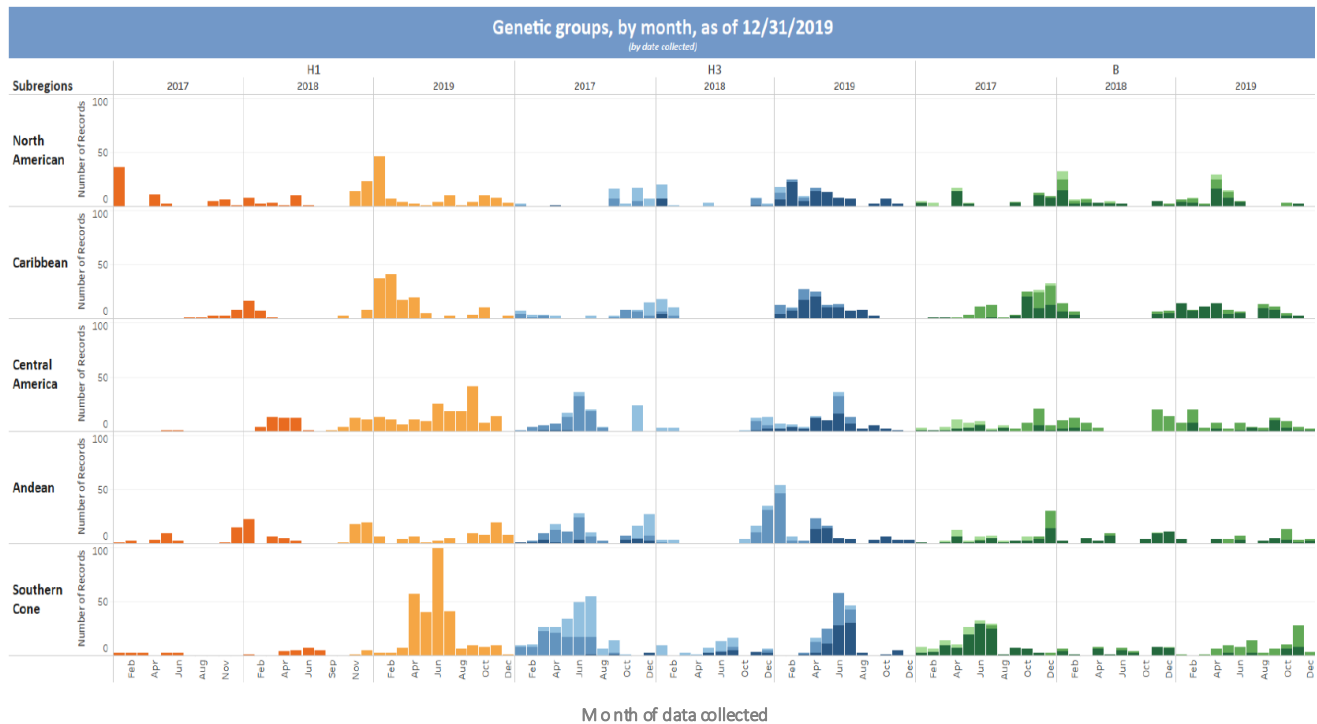 Genetic groups, by month, as of 12/31/2019
(by date collected)
H1 H3 B
Subregions 2017 2018 2019 2017 2018 2019 2017 2018 2019
North American
Number of Records
100
50
0
Caribbean
Number of Records
100
50
0
Central America
Number of Records
100
50
0
Andean
Number of Records
100
50
0
Southern Cone
Number of Records
100
50
0
Feb Apr Jun Aug Nov Feb Apr Jun Sep Nov Feb Apr Jun Aug Oct Dec Feb Apr Jun Aug Oct Dec Feb Apr Jun Aug Oct Dec Feb Apr Jun Aug Oct Dec Feb Apr Jun Aug Oct Dec Feb Apr Jun Oct Dec Feb Apr Jun Aug Oct Dec
Month of data collected